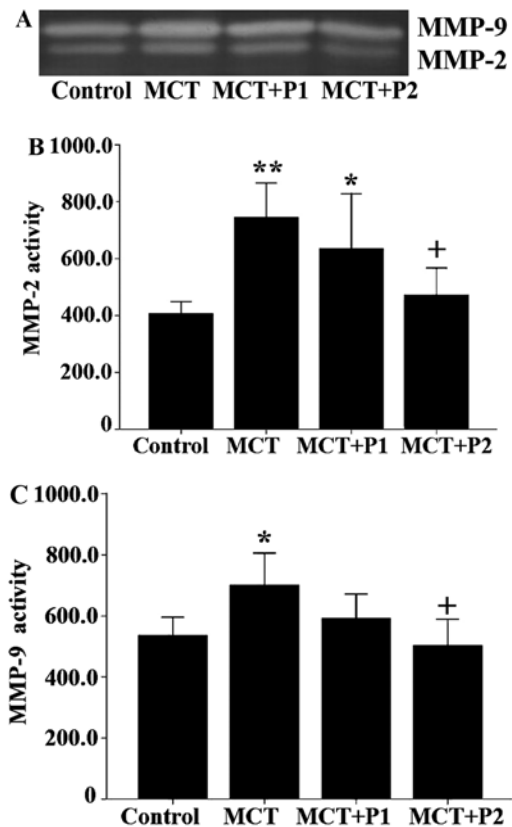 A
MMP-9
MMP-2
Control MCT MCT+P1 MCT+P2
B
1000.0
**
*
800.0
+
600.0
400.0
200.0
0
MMP-2 activity
Control MCT MCT+P1 MCT+P2
C
1000.0
*
800.0
+
600.0
400.0
200.0
0
MMP-9 activity
Control MCT MCT+P1 MCT+P2